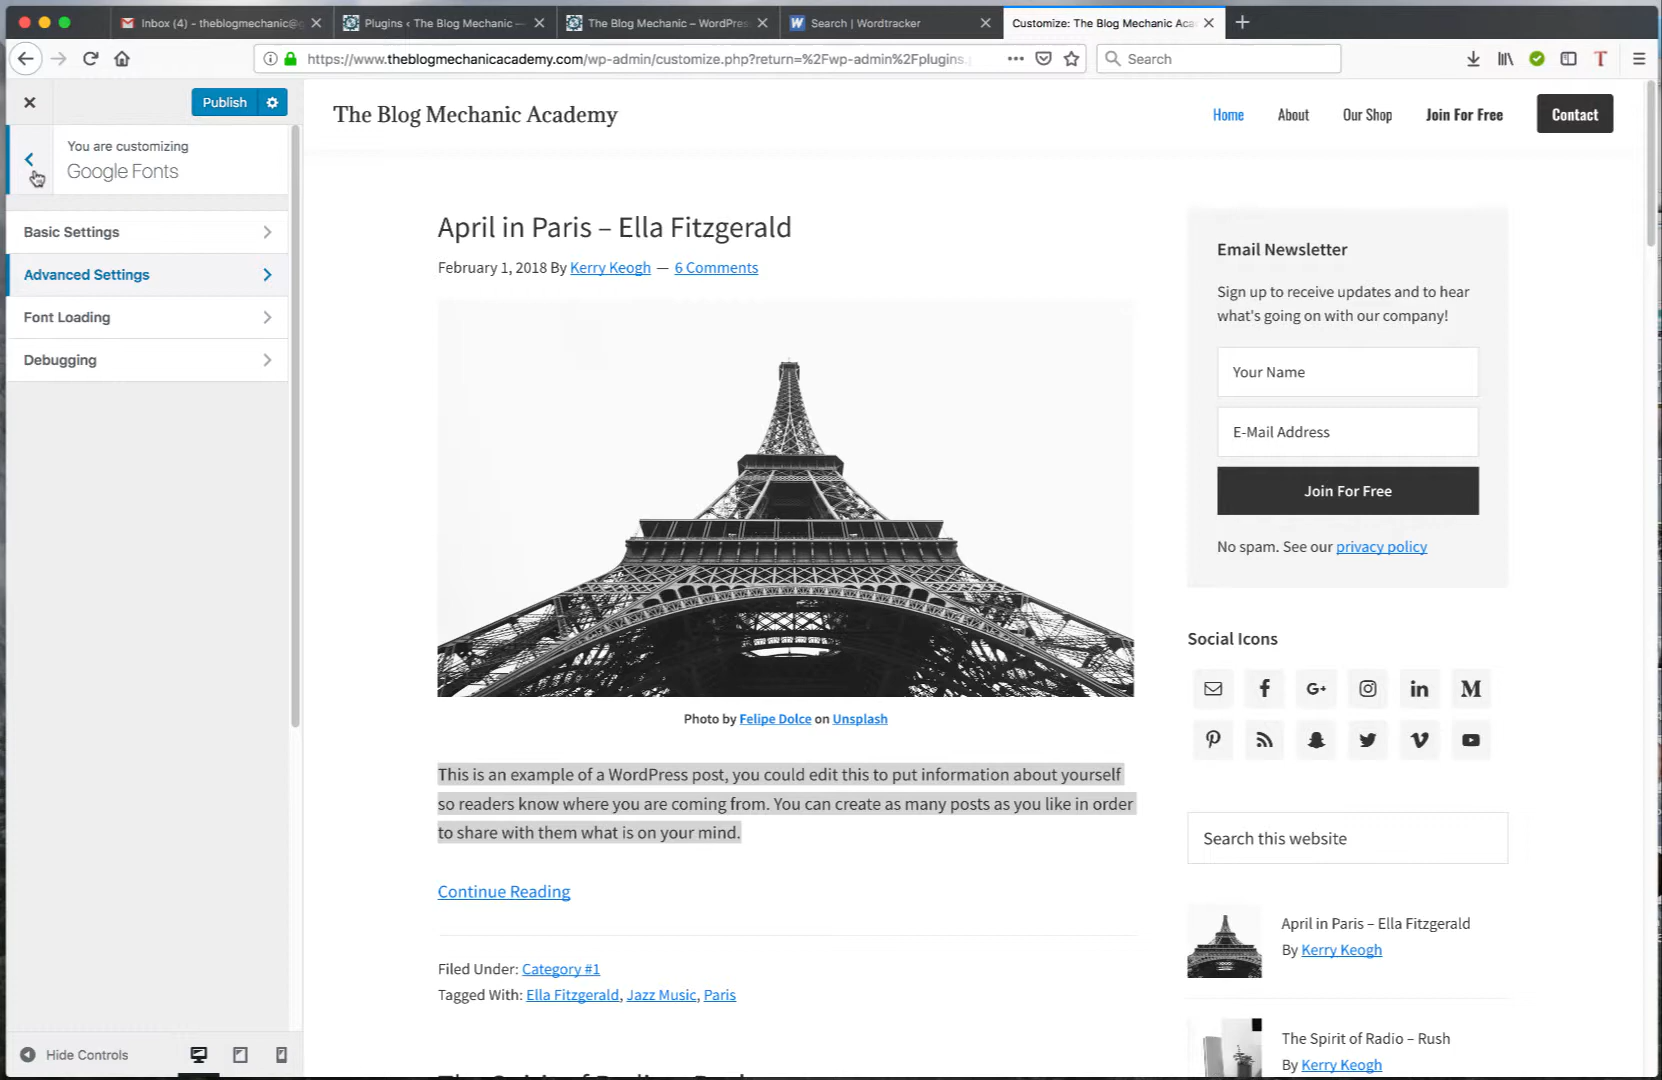 Inbox (4) - theblogmechanic@
Plugins ‹ The Blog Mechanic —
The Blog Mechanic – WordPres
W Search | Wordtracker
Customize: The Blog Mechanic Aca
https://www.theblogmechanicacademy.com/wp-admin/customize.php?return=%2Fwp-admin%2Fplugins.
Search
T
Publish
You are customizing
Google Fonts
Basic Settings
Advanced Settings
Font Loading
Debugging
Hide Controls
The Blog Mechanic Academy
Home
About
Our Shop
Join For Free
Contact
April in Paris – Ella Fitzgerald
February 1, 2018 By Kerry Keogh — 6 Comments
Photo by Felipe Dolce on Unsplash
This is an example of a WordPress post, you could edit this to put information about yourself
so readers know where you are coming from. You can create as many posts as you like in order
to share with them what is on your mind.
Continue Reading
Filed Under: Category #1
Tagged With: Ella Fitzgerald, Jazz Music, Paris
Email Newsletter
Sign up to receive updates and to hear
what's going on with our company!
Your Name
E-Mail Address
Join For Free
No spam. See our privacy policy
Social Icons
Search this website
April in Paris – Ella Fitzgerald
By Kerry Keogh
The Spirit of Radio – Rush
By Kerry Keogh